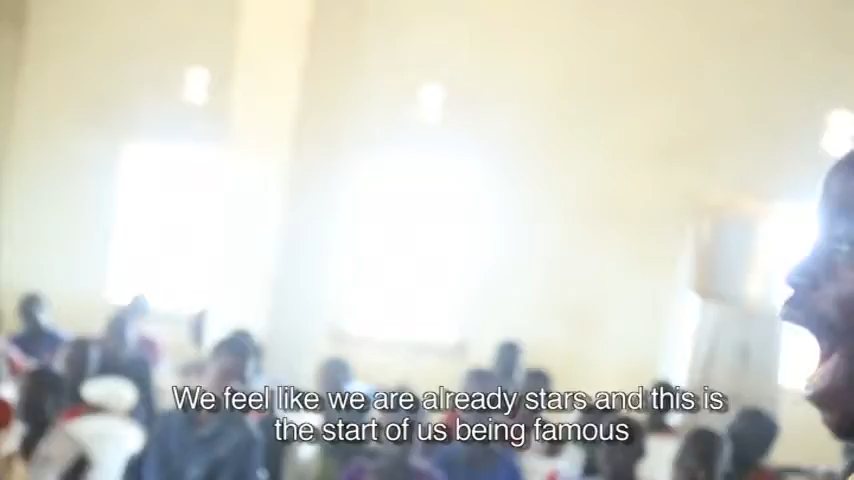 We feel like we are already stars and this is
the start of us being famous